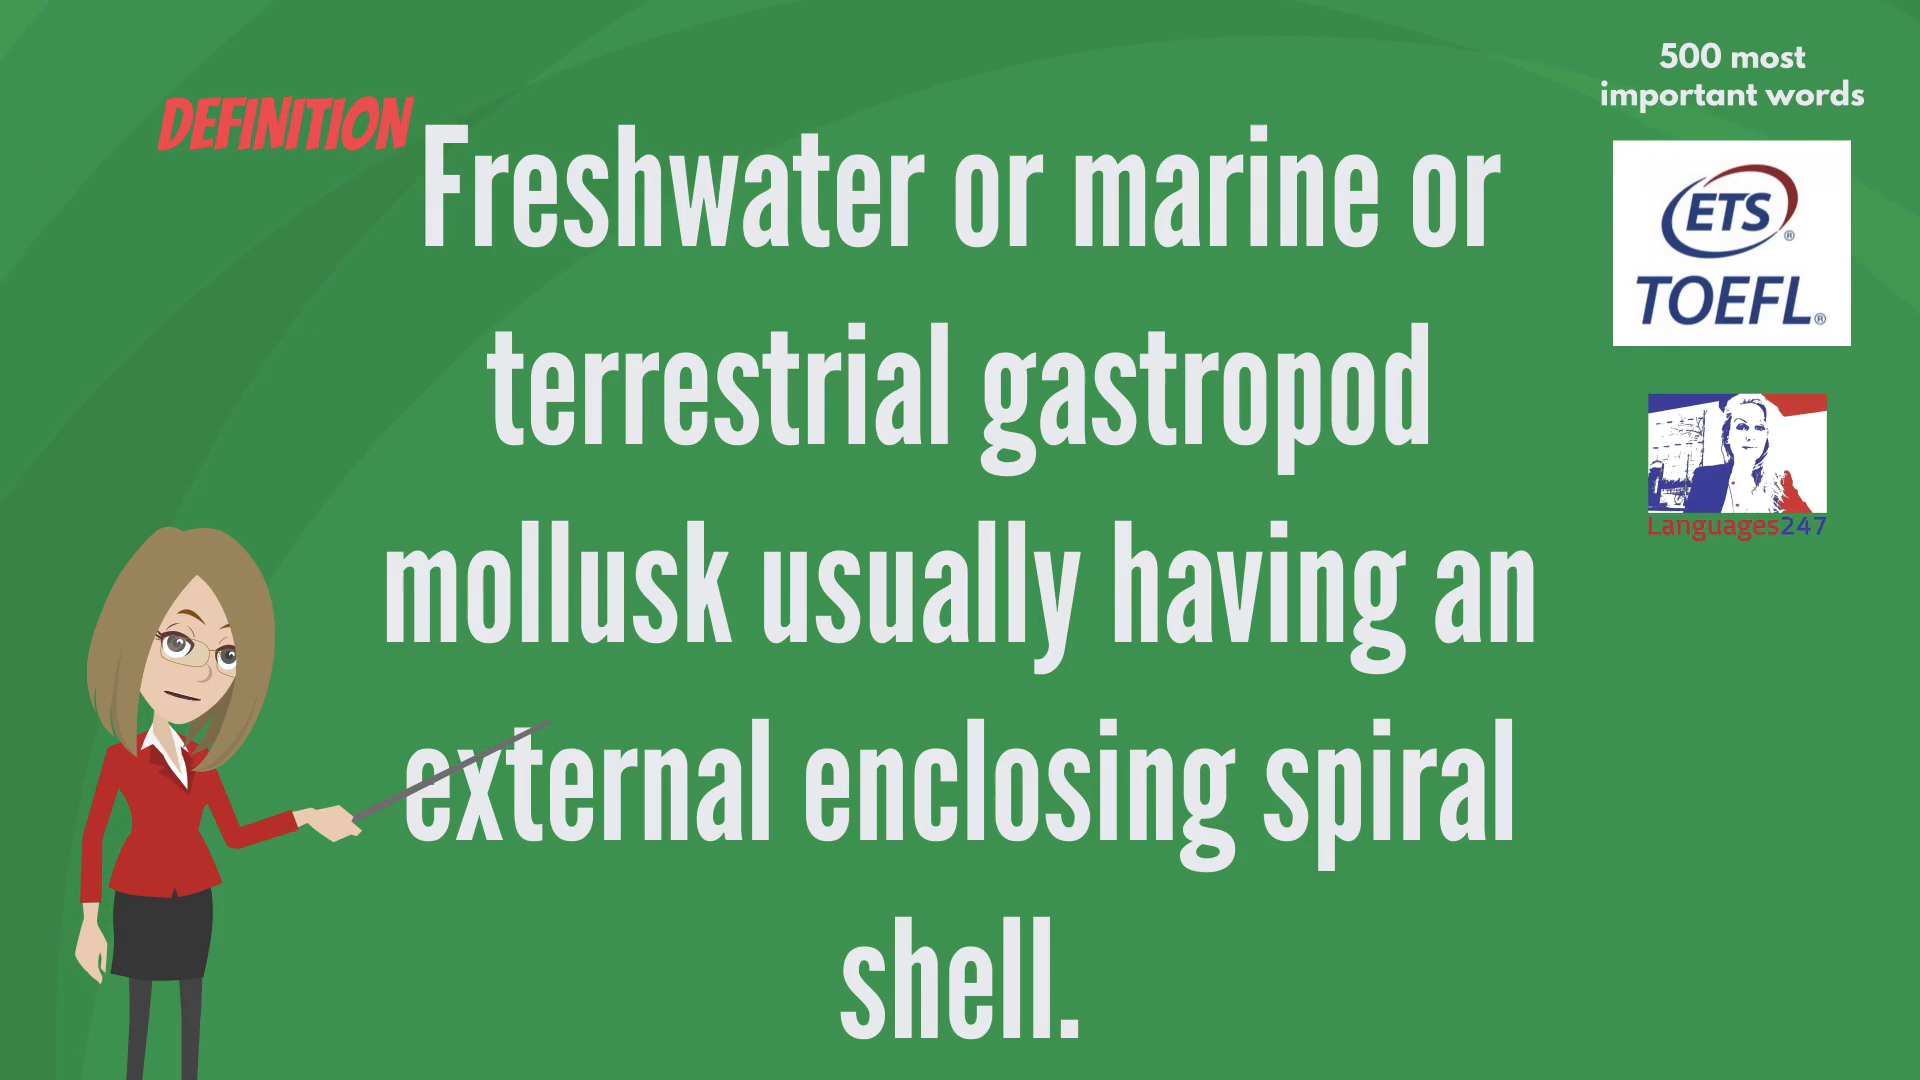 DEFINITION
Freshwater or marine or
terrestrial gastropod
mollusk usually having an
external enclosing spiral
shell.
500 most
important words
ETS®
TOEFL®
Languages247